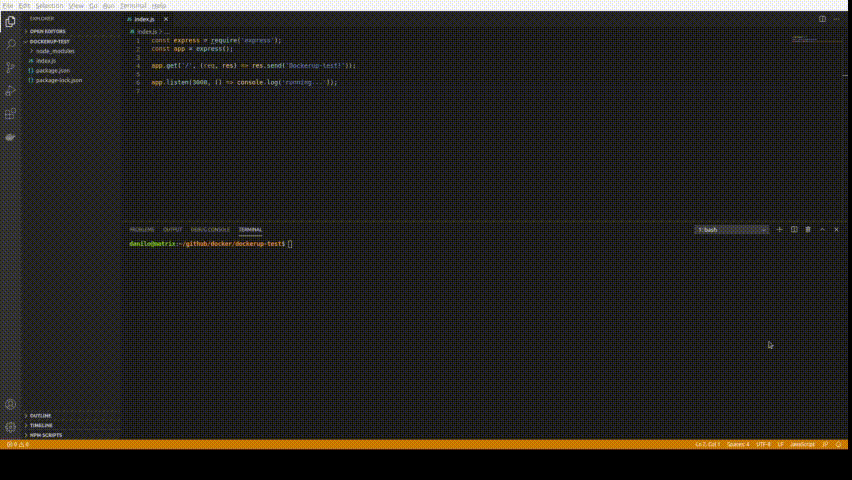 File Edit Selection View Go Run Terminal Help
EXPLORER
OPEN EDITORS
DOCKERUP-TEST
node_modules
index.js
package.json
package-lock.json
OUTLINE
TIMELINE
NPM SCRIPTS
index.js
index.js > ...
1 const express = require('express');
2 const app = express();
3
4 app.get('/', (req, res) => res.send('Dockerup-test!'));
5
6 app.listen(3000, () => console.log('running...'));
7
PROBLEMS OUTPUT DEBUG CONSOLE TERMINAL
1: bash
danilo@matrix:~/github/docker/dockerup-test$
0 0
Ln 7, Col 1 Spaces: 4 UTF-8 LF JavaScript